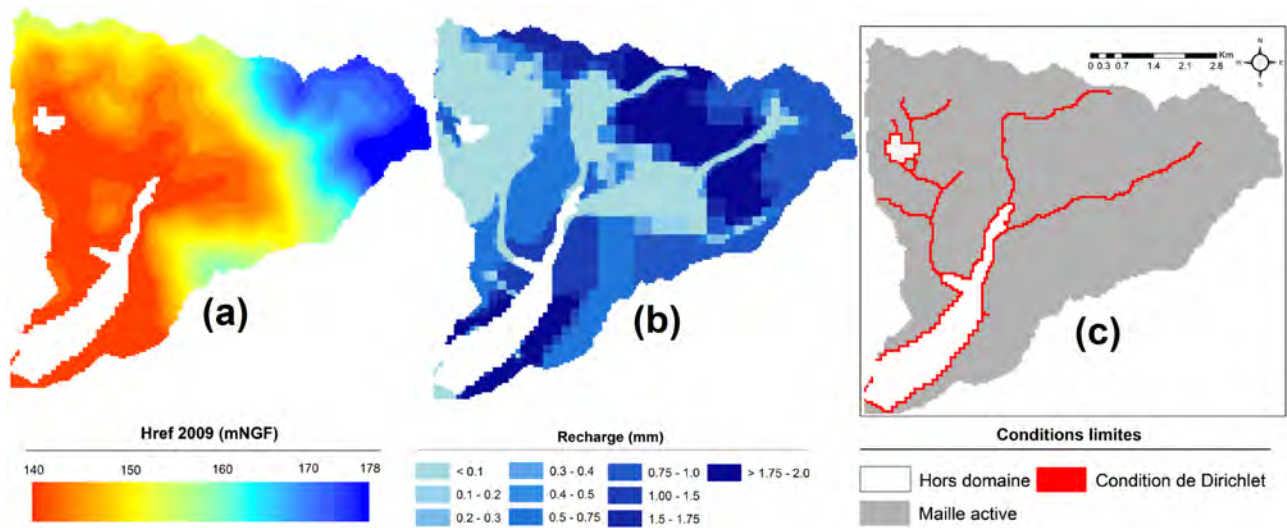 Km
0 0.3 0.7 1.4 2.1 2.8
N
W E
S
(a)
(b)
(c)
Href 2009 (mNGF)
140 150 160 170 178
Recharge (mm)
< 0.1 0.3 - 0.4 0.75 - 1.0 > 1.75 - 2.0
0.1 - 0.2 0.4 - 0.5 1.00 - 1.5
0.2 - 0.3 0.5 - 0.75 1.5 - 1.75
Conditions limites
Hors domaine Condition de Dirichlet
Maille active